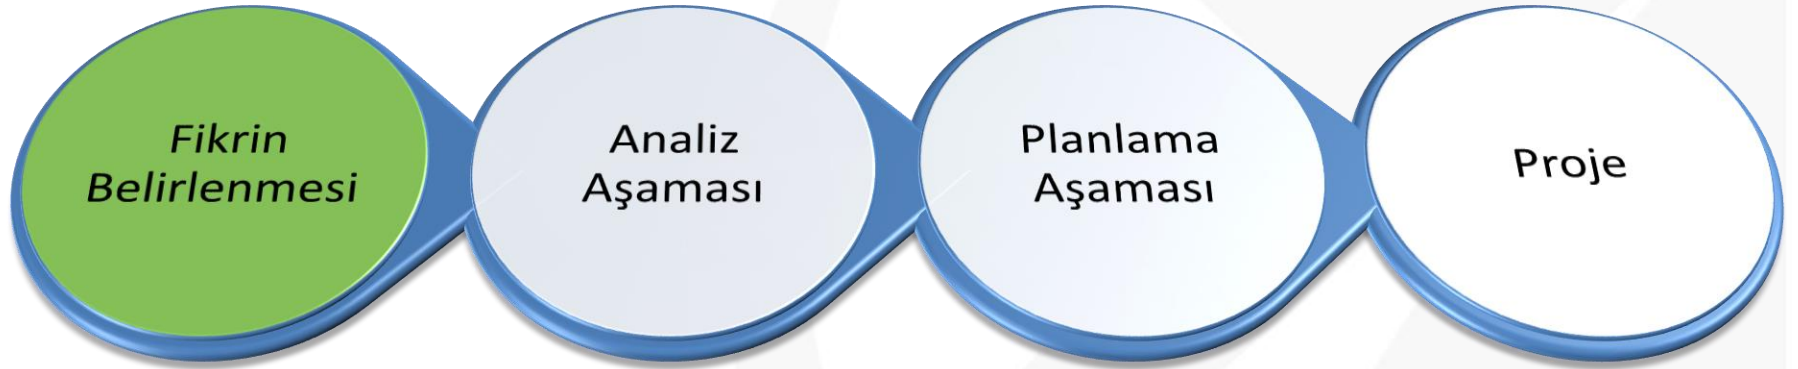 Fikrin
Belirlenmesi
Analiz
Aşaması
Planlama
Aşaması
Proje